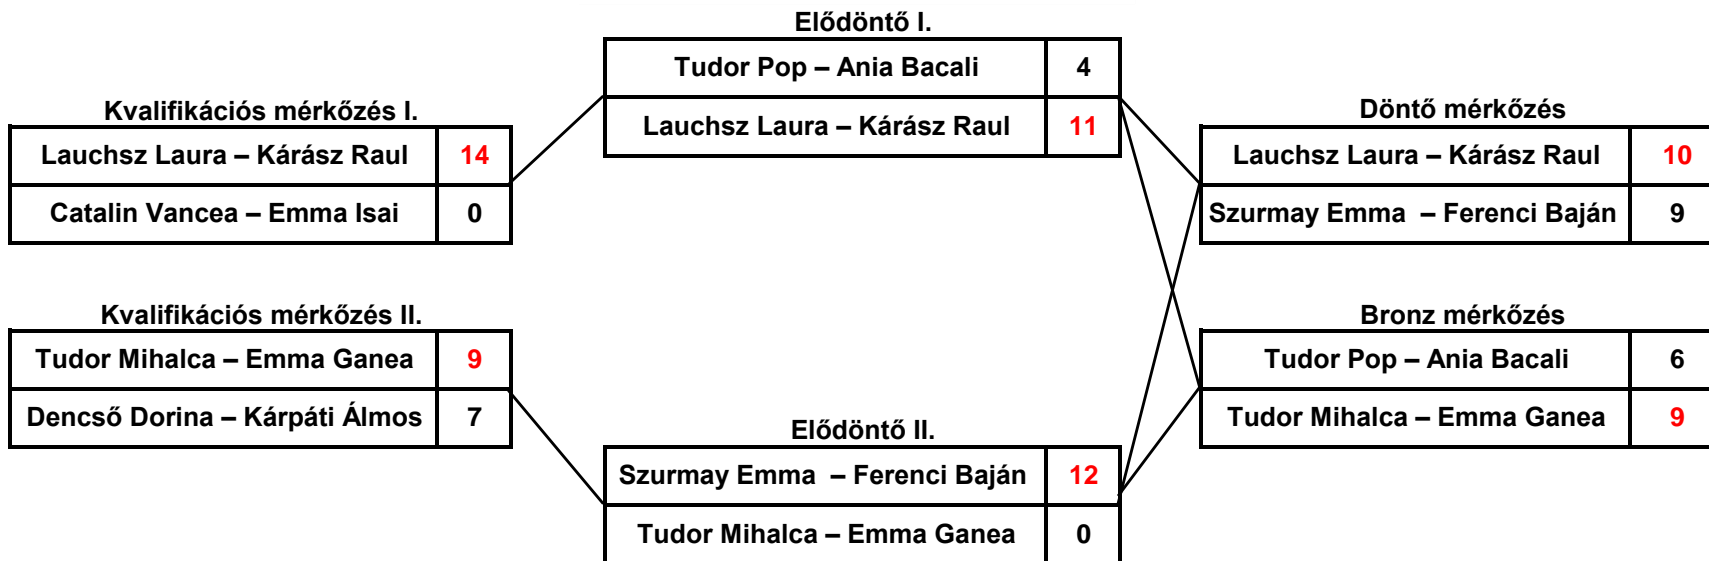 Kvalifikációs mérkőzés I.
Lauchsz Laura – Kárász Raul 14
Catalin Vancea – Emma Isai 0
Kvalifikációs mérkőzés II.
Tudor Mihalca – Emma Ganea 9
Dencső Dorina – Kárpáti Álmos 7
Elődöntő I.
Tudor Pop – Ania Bacali 4
Lauchsz Laura – Kárász Raul 11
Elődöntő II.
Szurmay Emma – Ferenci Baján 12
Tudor Mihalca – Emma Ganea 0
Döntő mérkőzés
Lauchsz Laura – Kárász Raul 10
Szurmay Emma – Ferenci Baján 9
Bronz mérkőzés
Tudor Pop – Ania Bacali 6
Tudor Mihalca – Emma Ganea 9